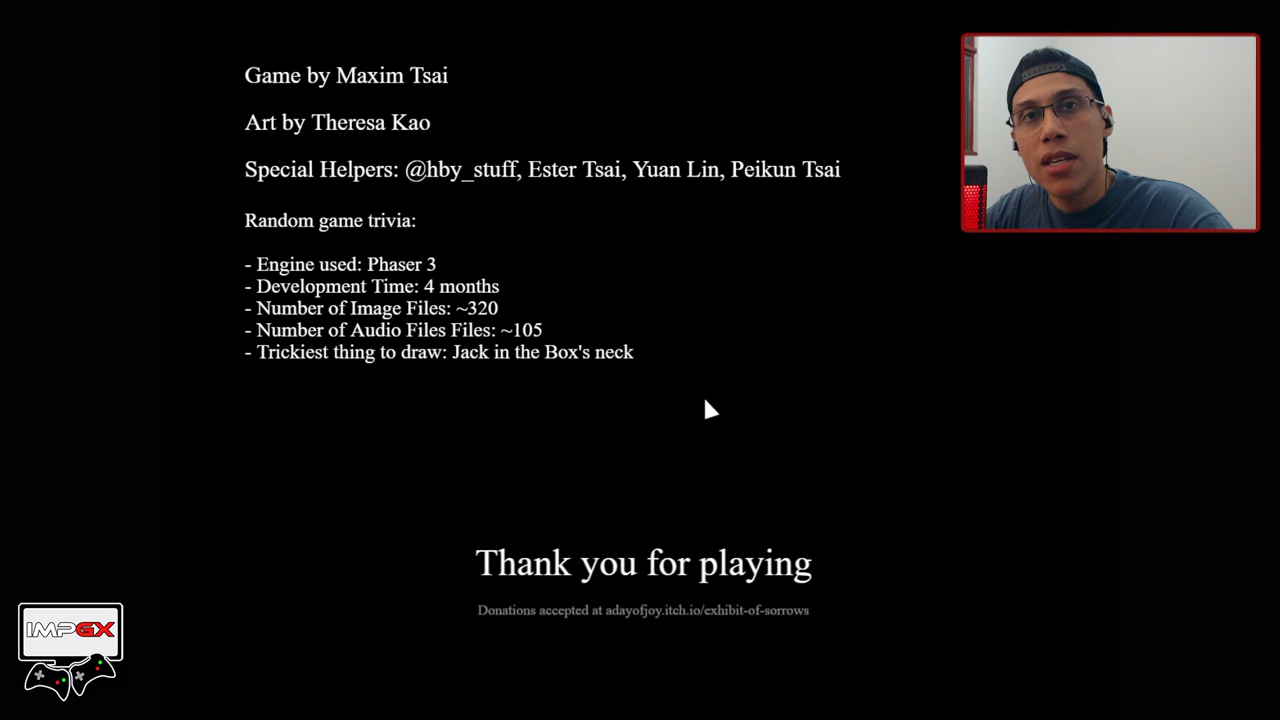 Game by Maxim Tsai
Art by Theresa Kao
Special Helpers: @hby_stuff, Ester Tsai, Yuan Lin, Peikun Tsai
Random game trivia:
- Engine used: Phaser 3
- Development Time: 4 months
- Number of Image Files: ~320
- Number of Audio Files Files: ~105
- Trickiest thing to draw: Jack in the Box's neck
Thank you for playing
Donations accepted at adayofjoy.itch.io/exhibit-of-sorrows
IMPGX